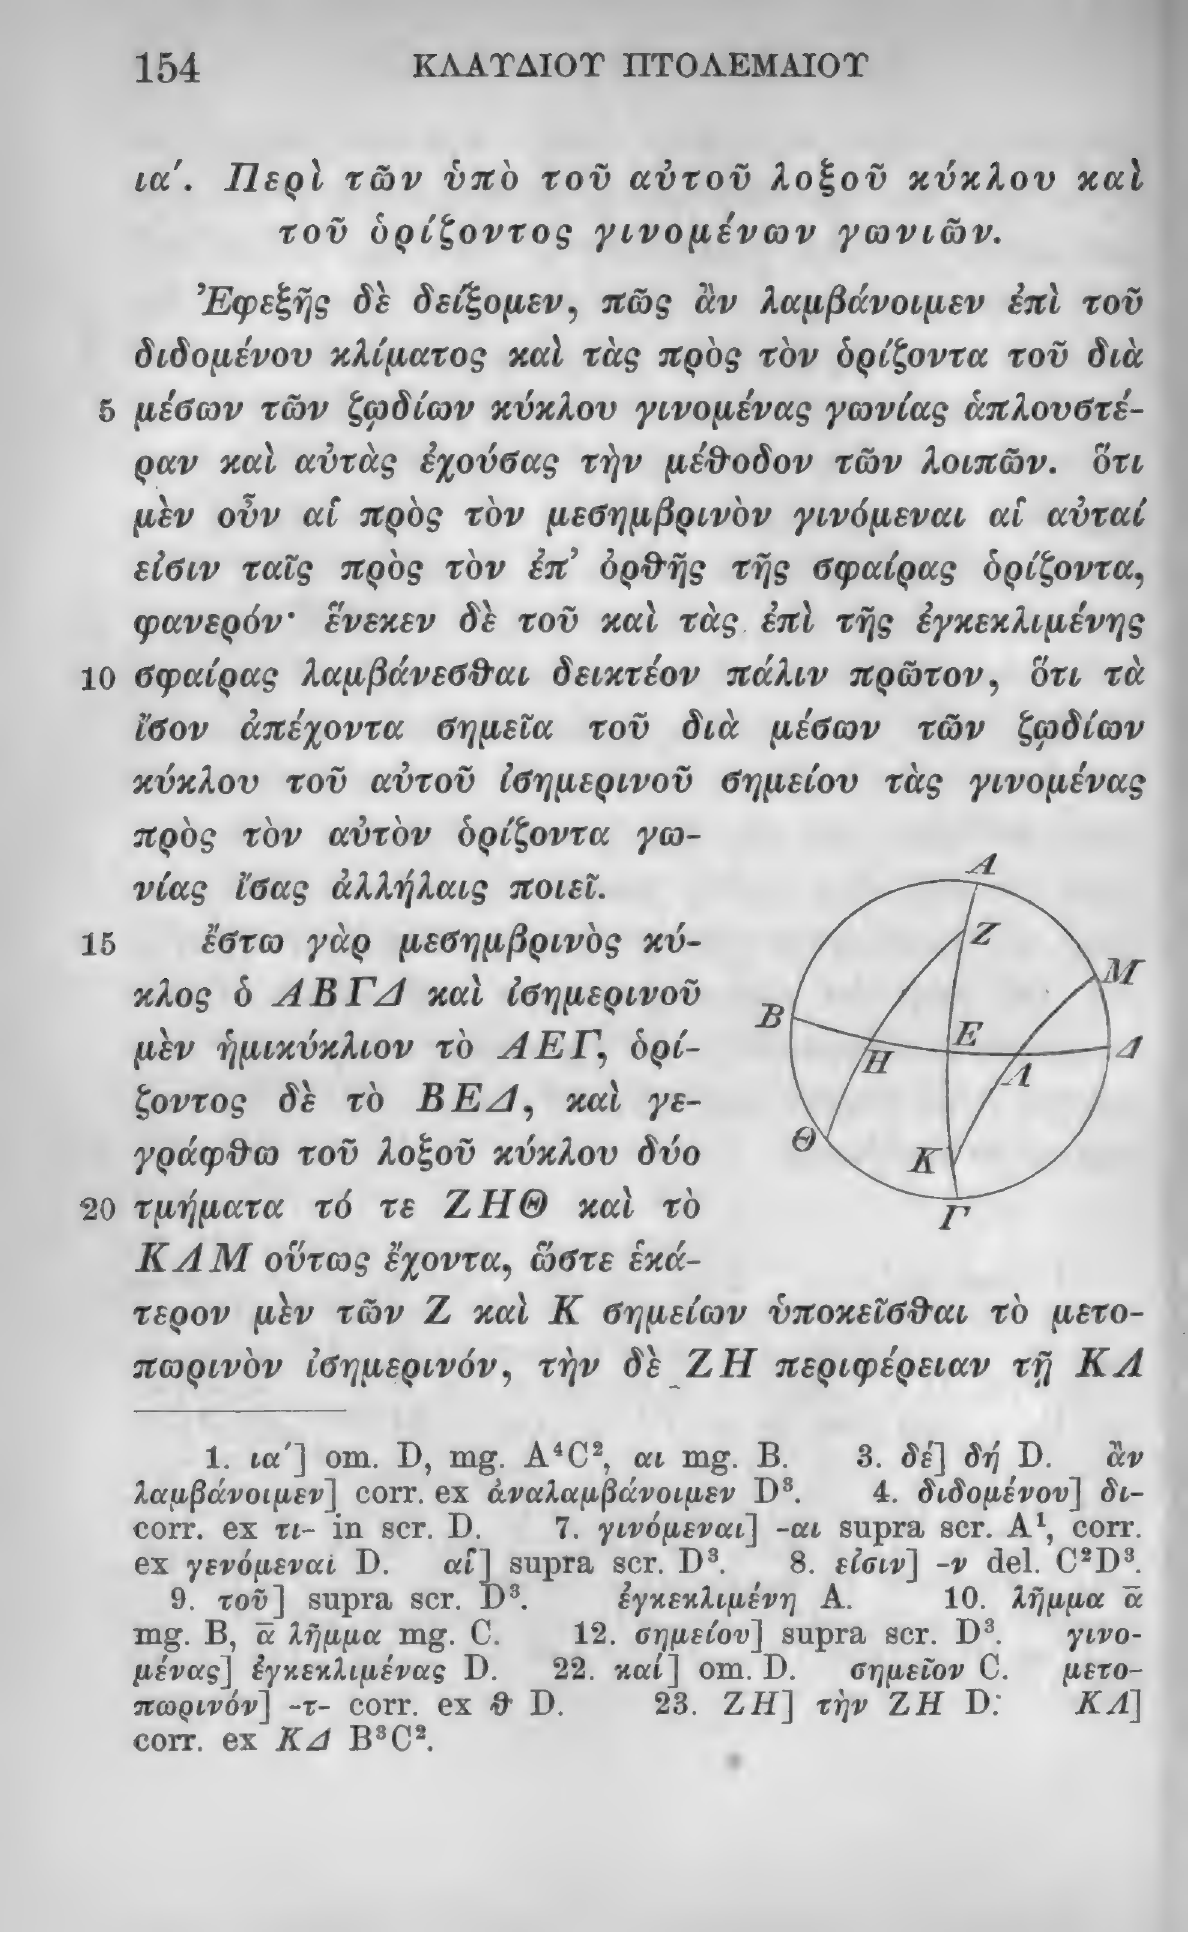 154 ΚΛΑΥΔΙΟΥ ΠΤΟΛΕΜΑΙΟΥ
ια´. Περὶ τῶν ὑπὸ τοῦ αὐτοῦ λοξοῦ κύκλου καὶ
τοῦ ὁρίζοντος γινομένων γωνιῶν.
Ἐφεξῆς δὲ δείξομεν, πῶς ἂν λαμβάνοιμεν ἐπὶ τοῦ
διδομένου κλίματος καὶ τὰς πρὸς τὸν ὁρίζοντα τοῦ διὰ
5 μέσων τῶν ζῳδίων κύκλου γινομένας γωνίας ἁπλουστέ-
ραν καὶ αὐτὰς ἐχούσας τὴν μέθοδον τῶν λοιπῶν. ὅτι
μὲν οὖν αἱ πρὸς τὸν μεσημβρινὸν γινόμεναι αἱ αὐταί
εἰσιν ταῖς πρὸς τὸν ἐπ’ ὀρθῆς τῆς σφαίρας ὁρίζοντα,
φανερόν· ἕνεκεν δὲ τοῦ καὶ τὰς ἐπὶ τῆς ἐγκεκλιμένης
10 σφαίρας λαμβάνεσθαι δεικτέον πάλιν πρῶτον, ὅτι τὰ
ἴσον ἀπέχοντα σημεῖα τοῦ διὰ μέσων τῶν ζῳδίων
κύκλου τοῦ αὐτοῦ ἰσημερινοῦ σημείου τὰς γινομένας
πρὸς τὸν αὐτὸν ὁρίζοντα γω-
νίας ἴσας ἀλλήλαις ποιεῖ.
15 ἔστω γὰρ μεσημβρινὸς κύ-
κλος ὁ ΑΒΓΔ καὶ ἰσημερινοῦ
μὲν ἡμικύκλιον τὸ ΑΕΓ, ὁρί-
ζοντος δὲ τὸ ΒΕΔ, καὶ γε-
γράφθω τοῦ λοξοῦ κύκλου δύο
20 τμήματα τό τε ΖΗΘ καὶ τὸ
ΚΛΜ οὕτως ἔχοντα, ὥστε ἑκά-
Α
Ζ
Μ
Β
Ε
Δ
Η
Λ
Θ
Κ
Γ
τερον μὲν τῶν Ζ καὶ Κ σημείων ὑποκεῖσθαι τὸ μετο-
πωρινὸν ἰσημερινόν, τὴν δὲ ΖΗ περιφέρειαν τῇ ΚΛ
1. ια´] om. D, mg. A⁴C², αι mg. B. 3. δέ] δή D. ἂν
λαμβάνοιμεν] corr. ex ἀναλαμβάνοιμεν D³. 4. διδομένου] δι-
corr. ex τι- in scr. D. 7. γινόμεναι] -αι supra scr. A¹, corr.
ex γενόμεναι D. αἱ] supra scr. D³. 8. εἰσιν] -ν del. C²D³.
9. τοῦ] supra scr. D³. ἐγκεκλιμένη A. 10. λῆμμα ᾱ
mg. B, ᾱ λῆμμα mg. C. 12. σημείου] supra scr. D³. γινο-
μένας] ἐγκεκλιμένας D. 22. καί] om. D. σημεῖον C. μετο-
πωρινόν] -τ- corr. ex θ D. 23. ΖΗ] τὴν ΖΗ D. ΚΛ]
corr. ex ΚΔ B³C².